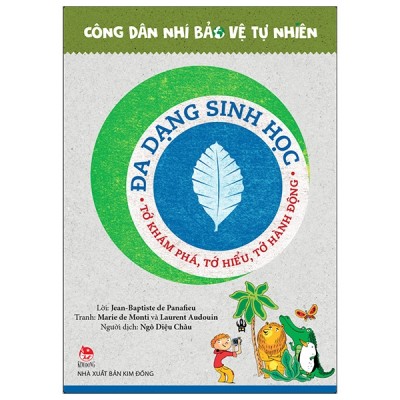 CÔNG DÂN NHÍ BẢO VỆ TỰ NHIÊN
ĐA DẠNG SINH HỌC
• TỚ KHÁM PHÁ, TỚ HIỂU, TỚ HÀNH ĐỘNG •
Lời: Jean-Baptiste de Panafieu
Tranh: Marie de Monti và Laurent Audouin
Người dịch: Ngô Diệu Châu
KIM ĐỒNG
NHÀ XUẤT BẢN KIM ĐỒNG